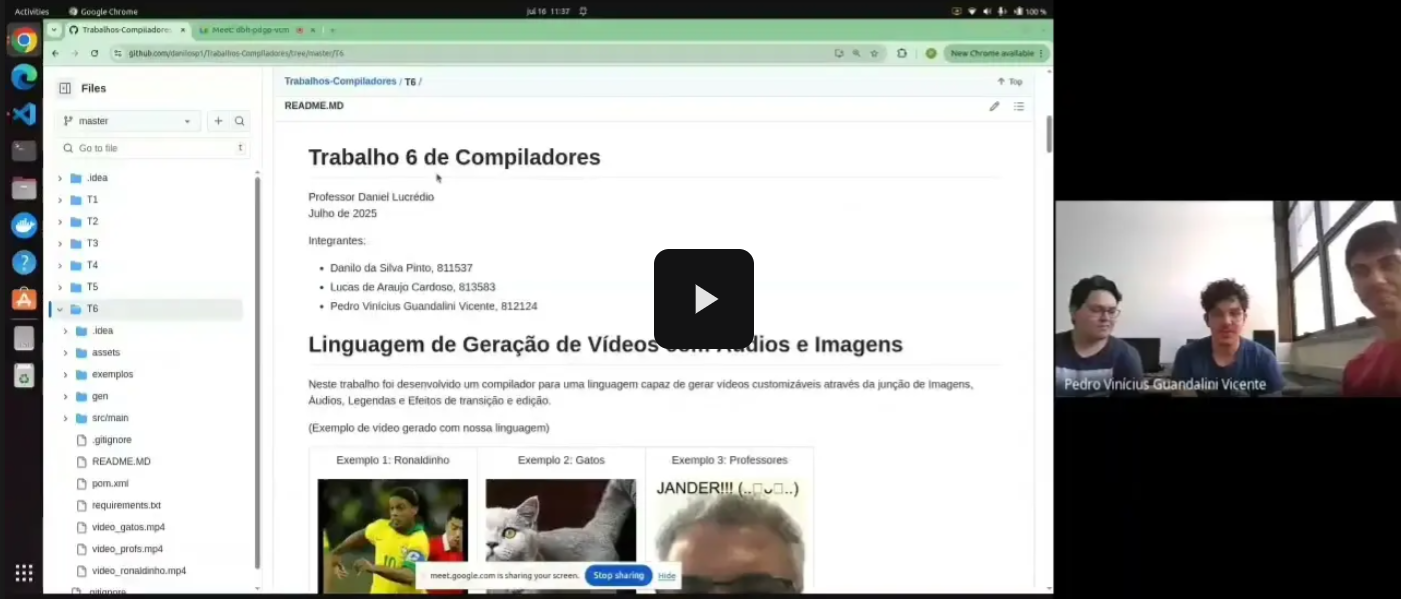 Activities
Google Chrome
jul 16 11:37
100 %
Trabalhos-Compiladores
Meet: dbh-pdgp-vcm
github.com/danilosp1/Trabalhos-Compiladores/tree/master/T6
New Chrome available
Files
master
Go to file
t
.idea
T1
T2
T3
T4
T5
T6
.idea
assets
exemplos
gen
src/main
.gitignore
README.MD
pom.xml
requirements.txt
video_gatos.mp4
video_profs.mp4
video_ronaldinho.mp4
.gitignore
Trabalhos-Compiladores / T6 /
Top
README.MD
Trabalho 6 de Compiladores
Professor Daniel Lucrédio
Julho de 2025
Integrantes:
Danilo da Silva Pinto, 811537
Lucas de Araujo Cardoso, 813583
Pedro Vinícius Guandalini Vicente, 812124
Linguagem de Geração de Vídeos com Áudios e Imagens
Neste trabalho foi desenvolvido um compilador para uma linguagem capaz de gerar vídeos customizáveis através da junção de Imagens,
Áudios, Legendas e Efeitos de transição e edição.
(Exemplo de vídeo gerado com nossa linguagem)
Exemplo 1: Ronaldinho
Exemplo 2: Gatos
Exemplo 3: Professores
JANDER!!! (..□ᴗ□..)
10
meet.google.com is sharing your screen.
Stop sharing
Hide
Pedro Vinícius Guandalini Vicente